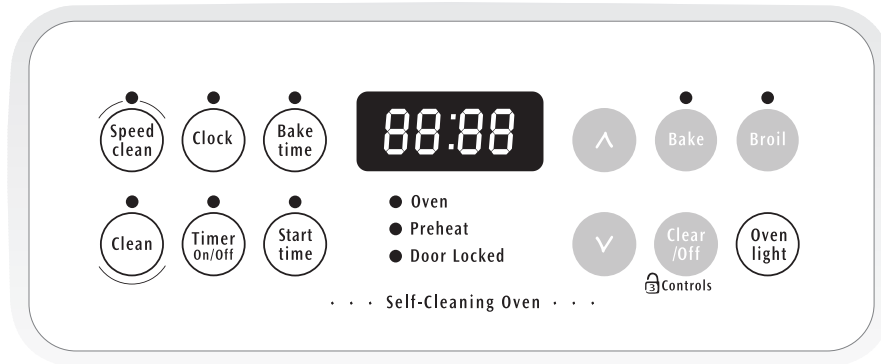 Speed
clean
Clock
Bake
time
88:88
Bake
Broil
Oven
Preheat
Door Locked
Clean
Timer
On/Off
Start
time
Clear
/Off
Oven
light
3
Controls
· · · Self-Cleaning Oven · · ·